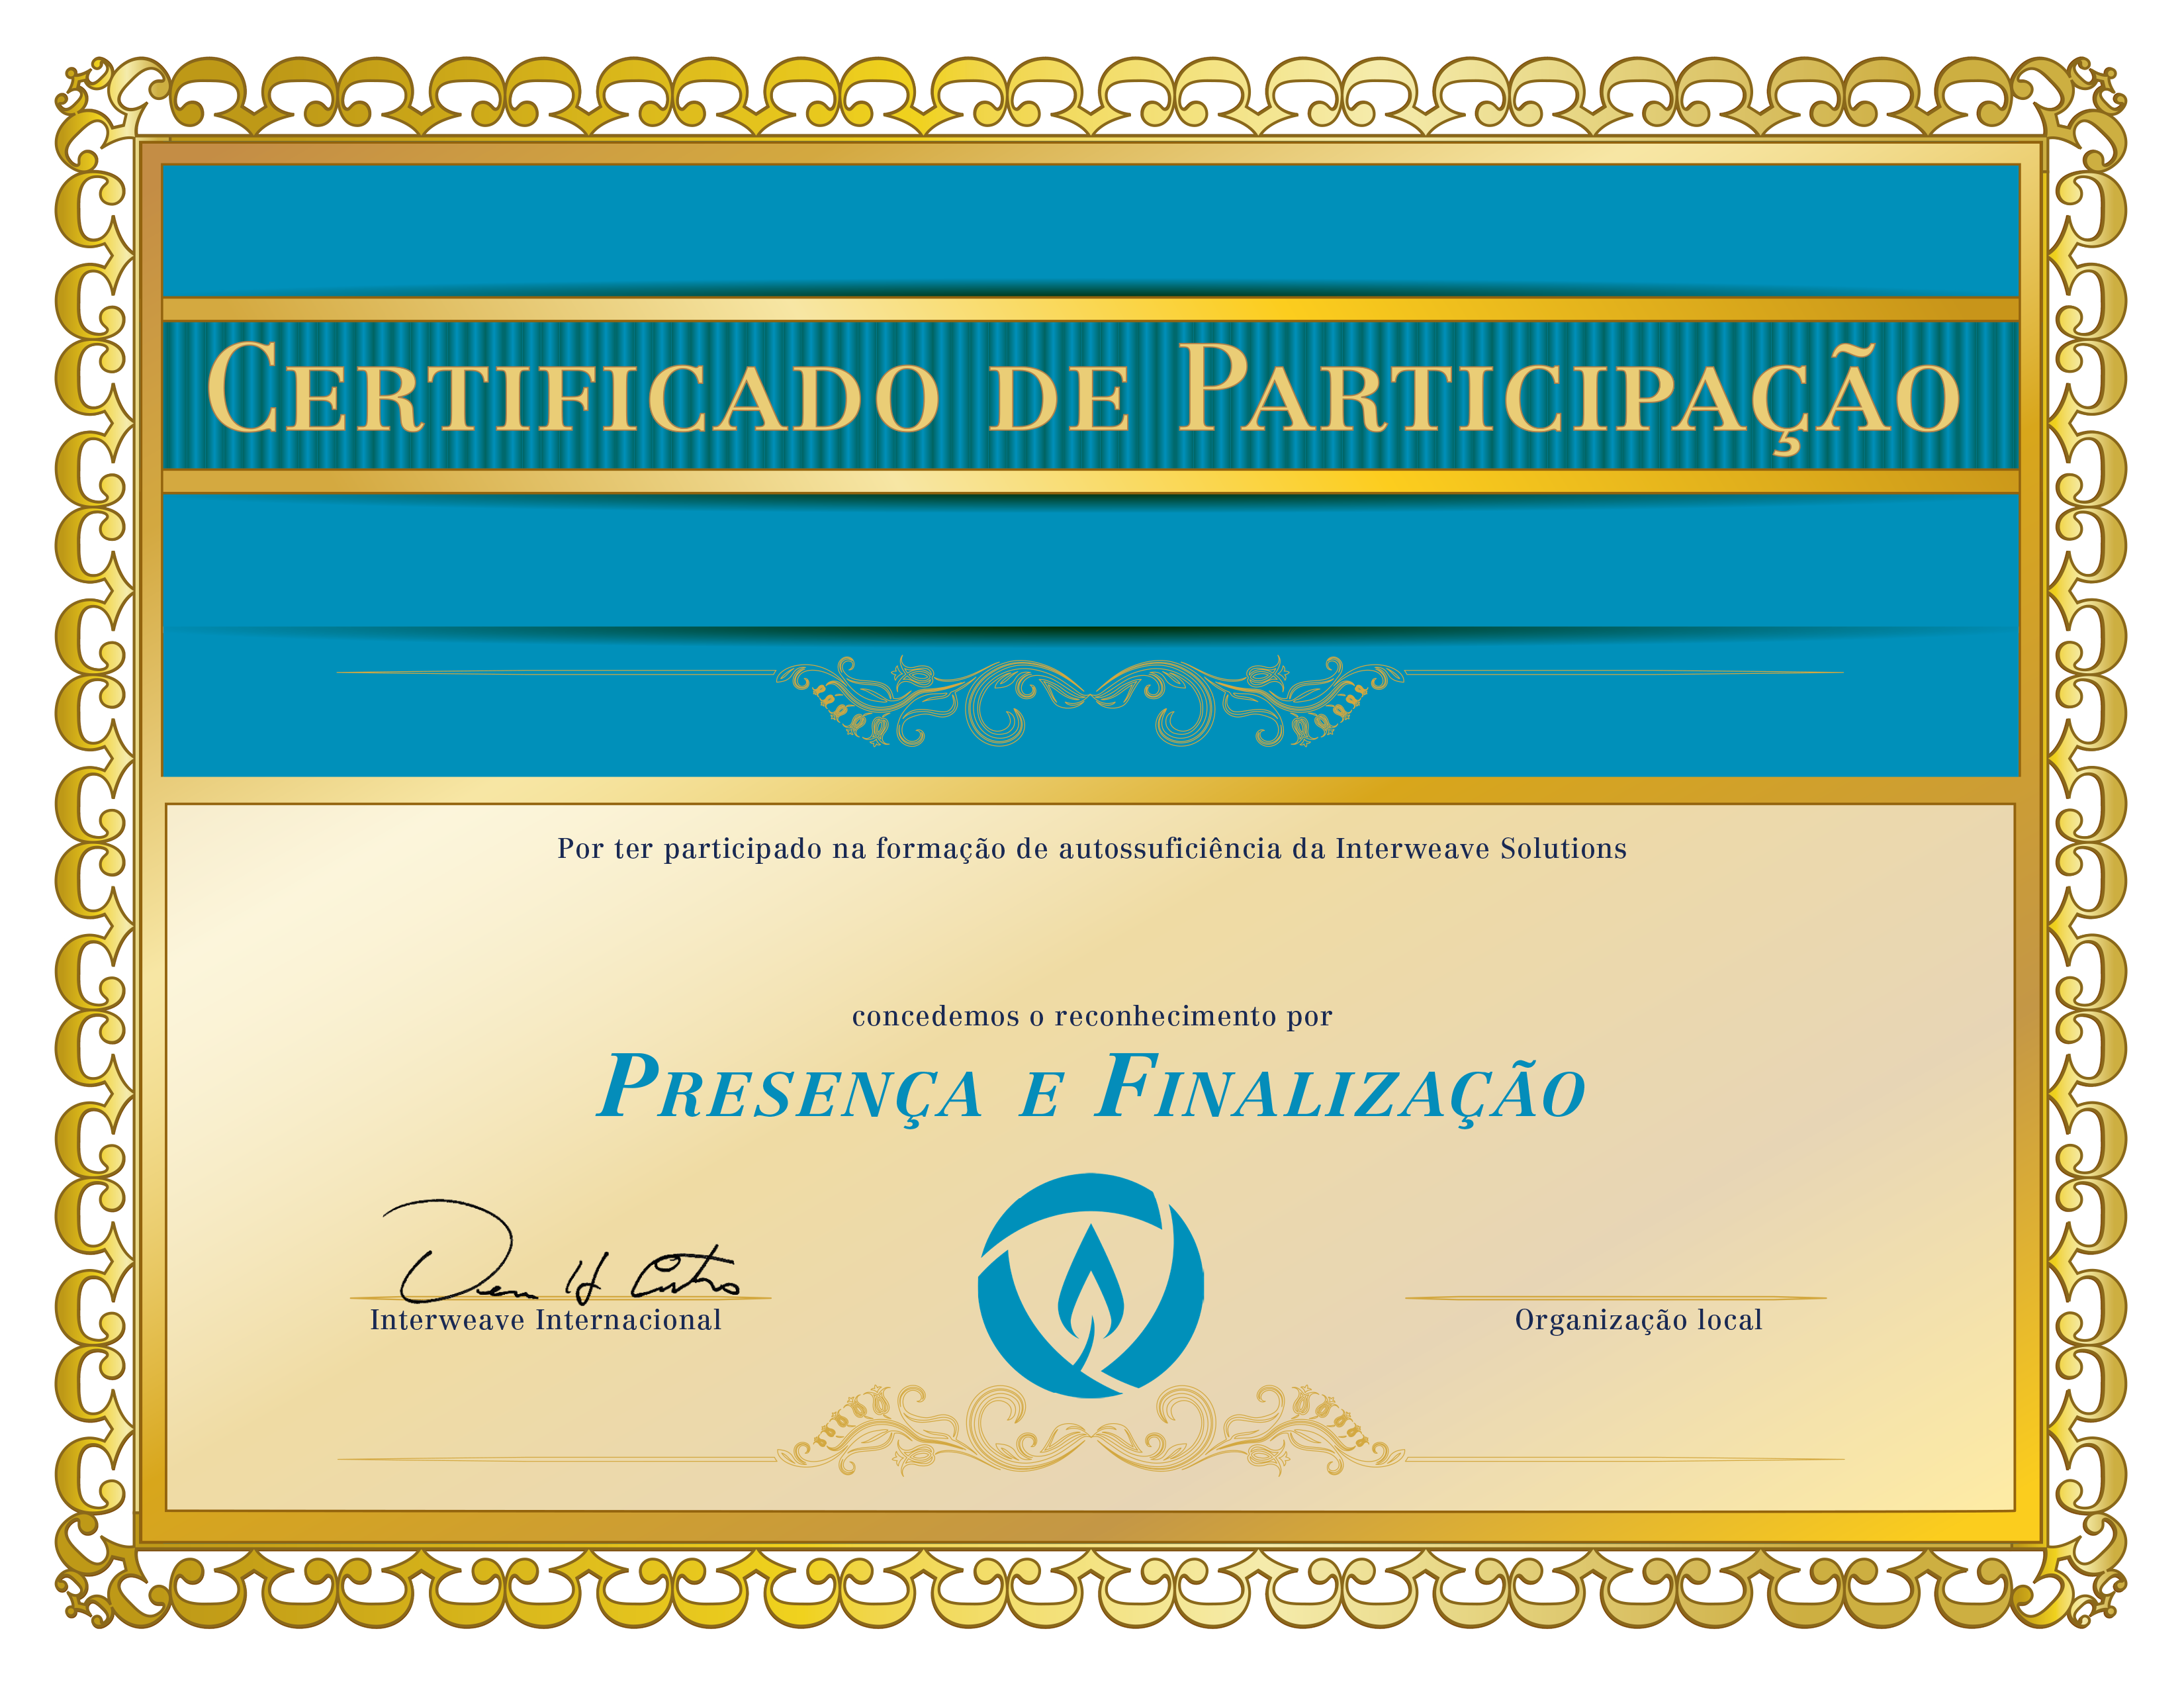 Certificado de Participação
Por ter participado na formação de autossuficiência da Interweave Solutions
concedemos o reconhecimento por
Presença e Finalização
Interweave Internacional
Organização local